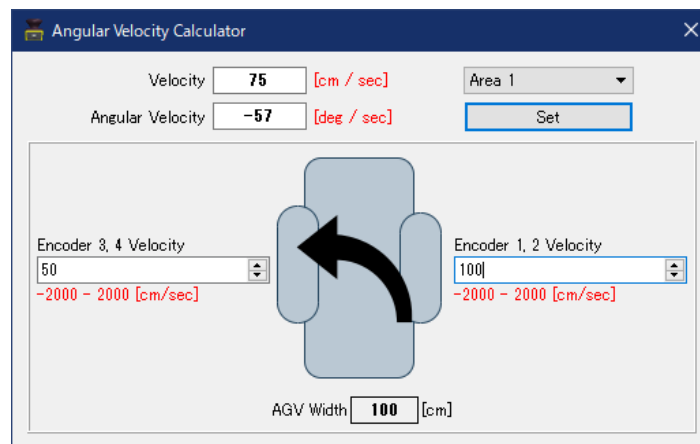 Angular Velocity Calculator
Velocity 75 [cm / sec] Area 1
Angular Velocity -57 [deg / sec] Set
Encoder 3, 4 Velocity
50
-2000 - 2000 [cm/sec]
Encoder 1, 2 Velocity
100
-2000 - 2000 [cm/sec]
AGV Width 100 [cm]